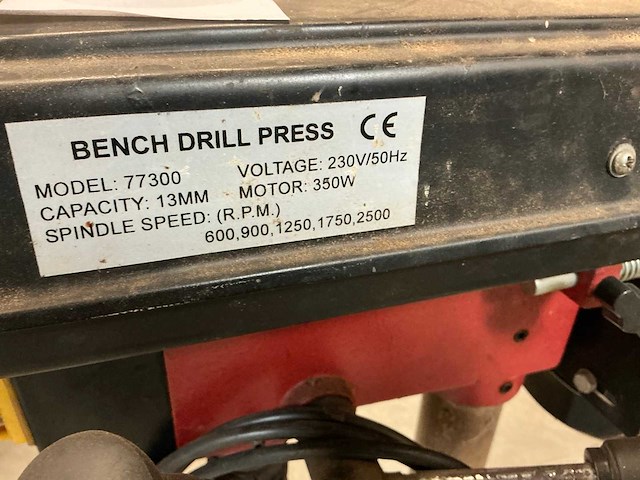 BENCH DRILL PRESS CE
MODEL: 77300 VOLTAGE: 230V/50Hz
CAPACITY: 13MM MOTOR: 350W
SPINDLE SPEED: (R.P.M.)
600,900,1250,1750,2500